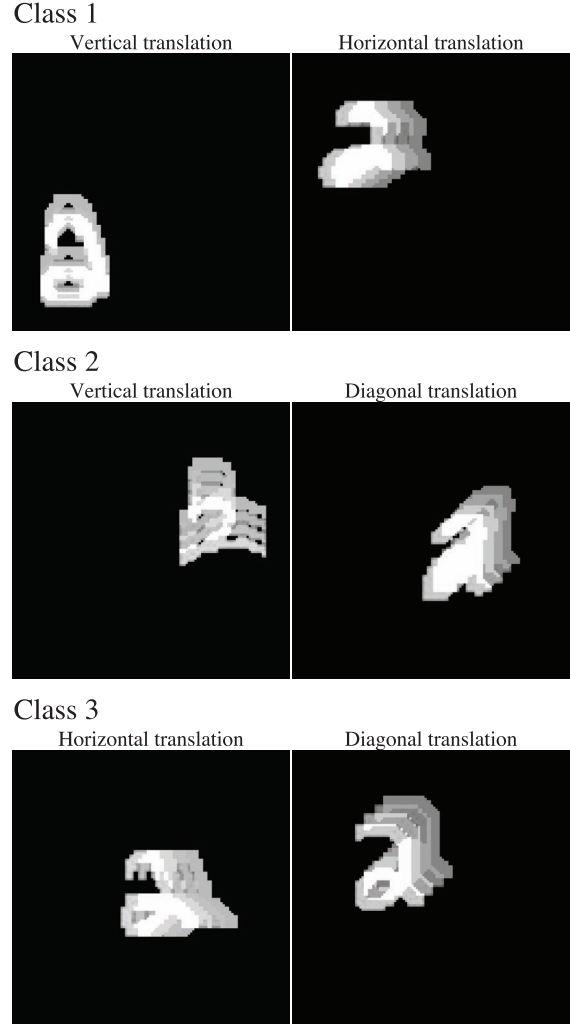 Class 1
Vertical translation
Horizontal translation
Class 2
Vertical translation
Diagonal translation
Class 3
Horizontal translation
Diagonal translation